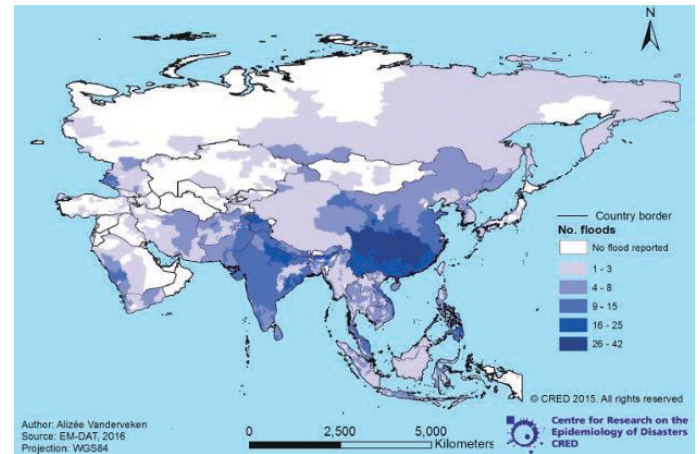 N
Country border
No. floods
No flood reported
1 - 3
4 - 8
9 - 15
16 - 25
26 - 42
© CRED 2015. All rights reserved
Author: Alizée Vanderveken
Source: EM-DAT, 2016
Projection: WGS84
0 2,500 5,000
Kilometers
Centre for Research on the
Epidemiology of Disasters
CRED